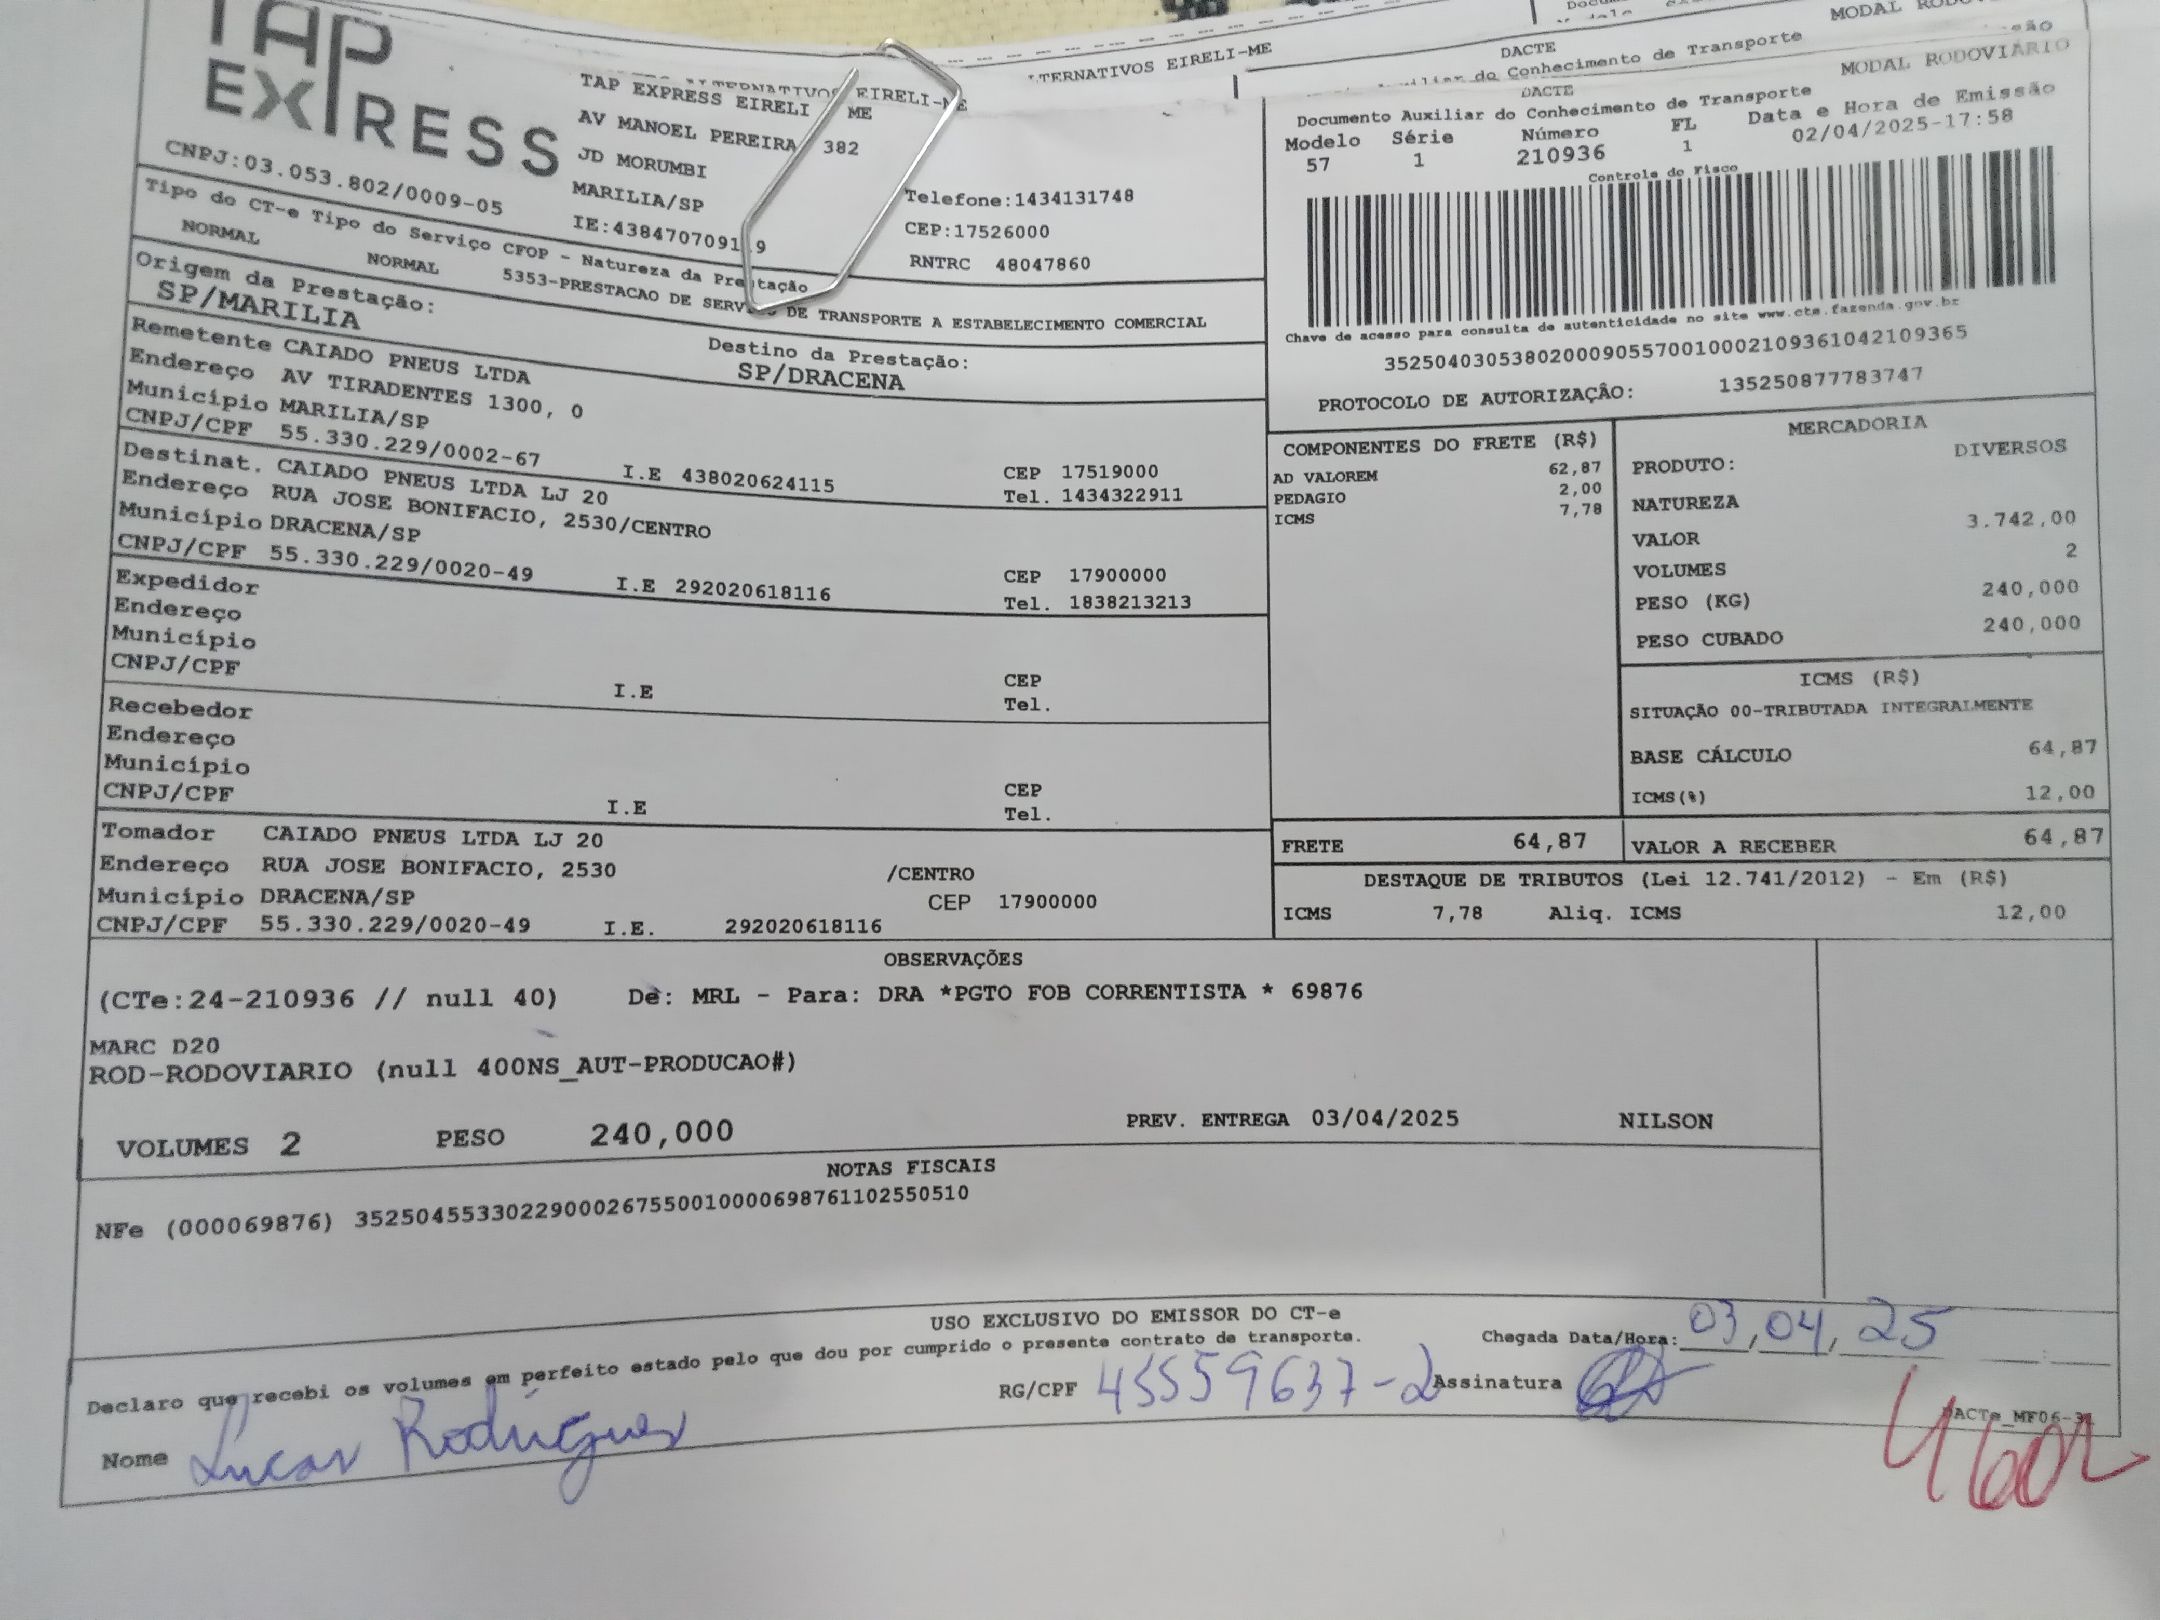 TAP
EXPRESS
CNPJ:03.053.802/0009-05
TERNATIVOS EIRELI-ME
TAP EXPRESS EIRELI ME
AV MANOEL PEREIRA, 382
JD MORUMBI
MARILIA/SP
Telefone:1434131748
CEP:17526000
RNTRC 48047860
LTERNATIVOS EIRELI-ME
DACTE
MODAL RODOVIÁRIO
do Conhecimento de Transporte
DACTE
MODAL RODOVIÁRIO
Documento Auxiliar do Conhecimento de Transporte
Modelo Série Número FL Data e Hora de Emissão
57 1 210936 1 02/04/2025-17:58
Controle do Fisco
Chave de acesso para consulta de autenticidade no site www.cte.fazenda.gov.br
35250403053802000905570010002109361042109365
PROTOCOLO DE AUTORIZAÇÂO: 135250877783747
Tipo do CT-e Tipo do Serviço CFOP - Natureza da Prestação
NORMAL NORMAL 5353-PRESTACAO DE SERVIÇO DE TRANSPORTE A ESTABELECIMENTO COMERCIAL
Origem da Prestação:
SP/MARILIA
Destino da Prestação:
SP/DRACENA
Remetente CAIADO PNEUS LTDA
Endereço AV TIRADENTES 1300, 0
Município MARILIA/SP
CNPJ/CPF 55.330.229/0002-67 I.E 438020624115
CEP 17519000
Tel. 1434322911
Destinat. CAIADO PNEUS LTDA LJ 20
Endereço RUA JOSE BONIFACIO, 2530/CENTRO
Município DRACENA/SP
CNPJ/CPF 55.330.229/0020-49 I.E 292020618116
CEP 17900000
Tel. 1838213213
Expedidor
Endereço
Município
CNPJ/CPF I.E
CEP
Tel.
Recebedor
Endereço
Município
CNPJ/CPF I.E
CEP
Tel.
Tomador CAIADO PNEUS LTDA LJ 20
Endereço RUA JOSE BONIFACIO, 2530 /CENTRO
Município DRACENA/SP CEP 17900000
CNPJ/CPF 55.330.229/0020-49 I.E. 292020618116
COMPONENTES DO FRETE (R$)
AD VALOREM 62,87
PEDAGIO 2,00
ICMS 7,78
MERCADORIA
PRODUTO: DIVERSOS
NATUREZA
VALOR 3.742,00
VOLUMES 2
PESO (KG) 240,000
PESO CUBADO 240,000
ICMS (R$)
SITUAÇÃO 00-TRIBUTADA INTEGRALMENTE
BASE CÁLCULO 64,87
ICMS(%) 12,00
FRETE 64,87 VALOR A RECEBER 64,87
DESTAQUE DE TRIBUTOS (Lei 12.741/2012) - Em (R$)
ICMS 7,78 Aliq. ICMS 12,00
OBSERVAÇÕES
(CTe:24-210936 // null 40) De: MRL - Para: DRA *PGTO FOB CORRENTISTA * 69876
MARC D20
ROD-RODOVIARIO (null 400NS_AUT-PRODUCAO#)
VOLUMES 2 PESO 240,000 PREV. ENTREGA 03/04/2025 NILSON
NOTAS FISCAIS
NFe (000069876) 35250455330229000267550010000698761102550510
USO EXCLUSIVO DO EMISSOR DO CT-e
Declaro que recebi os volumes em perfeito estado pelo que dou por cumprido o presente contrato de transporte.
Chegada Data/Hora: 03,04,25
RG/CPF 45559637-2 Assinatura
Nome Lucas Rodrigues